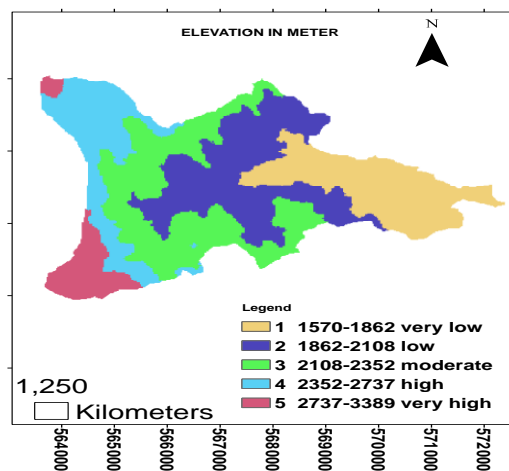 ELEVATION IN METER
N
Legend
1 1570-1862 very low
2 1862-2108 low
3 2108-2352 moderate
4 2352-2737 high
5 2737-3389 very high
1,250
Kilometers
564000
565000
566000
567000
568000
569000
570000
571000
572000